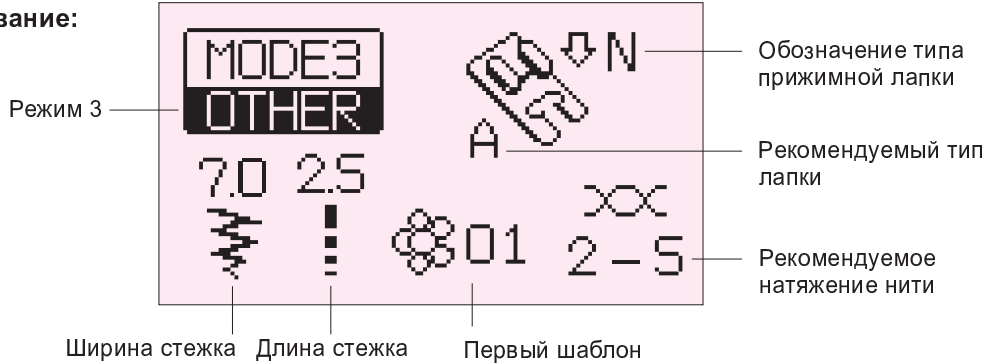 вание:
MODE3
OTHER
Режим 3
N
Обозначение типа
прижимной лапки
A
Рекомендуемый тип
лапки
7.0 2.5
01
2-5
Рекомендуемое
натяжение нити
Ширина стежка Длина стежка Первый шаблон